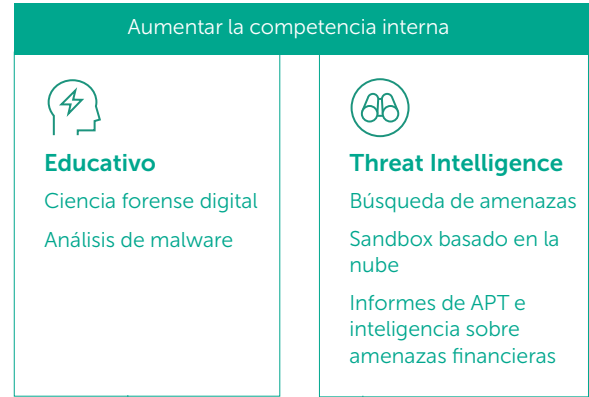 Aumentar la competencia interna
Educativo
Ciencia forense digital
Análisis de malware
Threat Intelligence
Búsqueda de amenazas
Sandbox basado en la
nube
Informes de APT e
inteligencia sobre
amenazas financieras